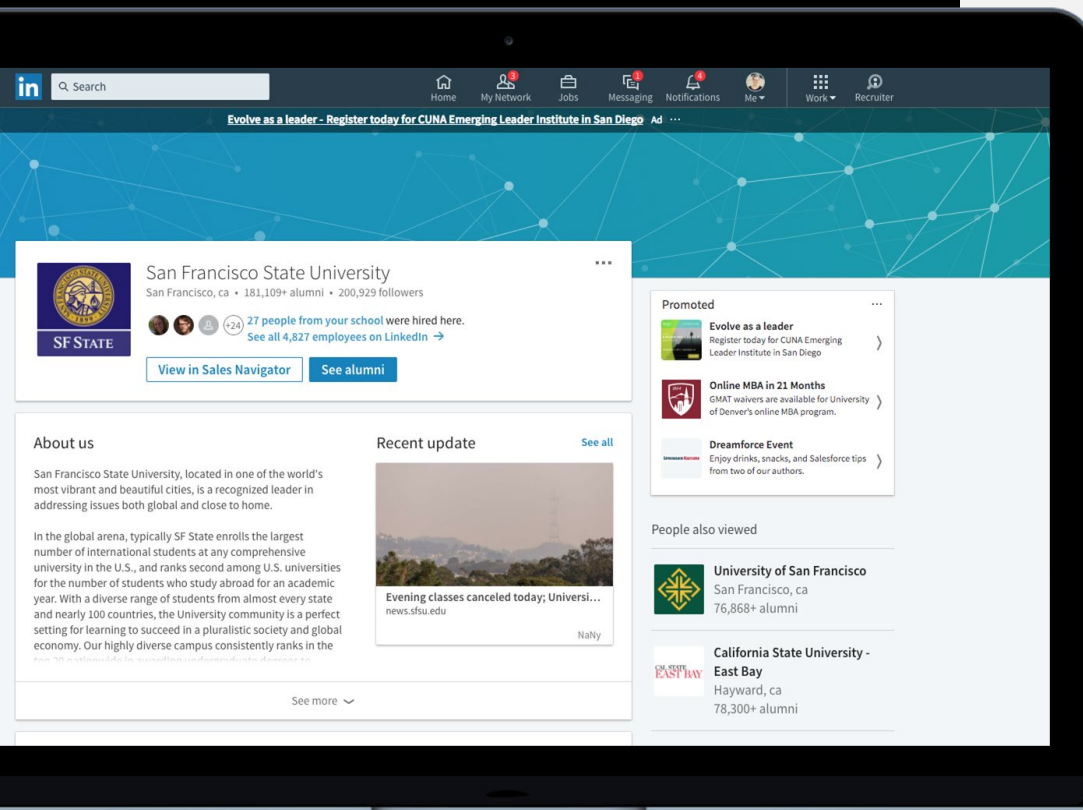 in
Search
Home
3
My Network
Jobs
1
Messaging
4
Notifications
Me
Work
Recruiter
Evolve as a leader - Register today for CUNA Emerging Leader Institute in San Diego Ad ···
San Francisco State University
San Francisco, ca • 181,109+ alumni • 200,929 followers
+24
27 people from your school were hired here.
See all 4,827 employees on LinkedIn →
SF STATE
1899
View in Sales Navigator
See alumni
About us
San Francisco State University, located in one of the world's
most vibrant and beautiful cities, is a recognized leader in
addressing issues both global and close to home.
In the global arena, typically SF State enrolls the largest
number of international students at any comprehensive
university in the U.S., and ranks second among U.S. universities
for the number of students who study abroad for an academic
year. With a diverse range of students from almost every state
and nearly 100 countries, the University community is a perfect
setting for learning to succeed in a pluralistic society and global
economy. Our highly diverse campus consistently ranks in the
top 20 nationwide in awarding undergraduate degrees to
See more
Recent update
See all
Evening classes canceled today; Universi...
news.sfsu.edu
NaNy
Promoted
Evolve as a leader
Register today for CUNA Emerging
Leader Institute in San Diego
Online MBA in 21 Months
GMAT waivers are available for University
of Denver's online MBA program.
Dreamforce Event
Enjoy drinks, snacks, and Salesforce tips
from two of our authors.
People also viewed
University of San Francisco
San Francisco, ca
76,868+ alumni
CAL STATE
EAST BAY
California State University -
East Bay
Hayward, ca
78,300+ alumni